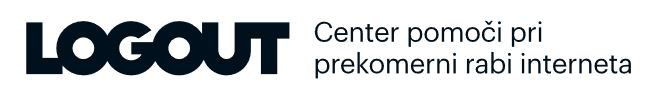 LOGOUT
Center pomoči pri
prekomerni rabi interneta